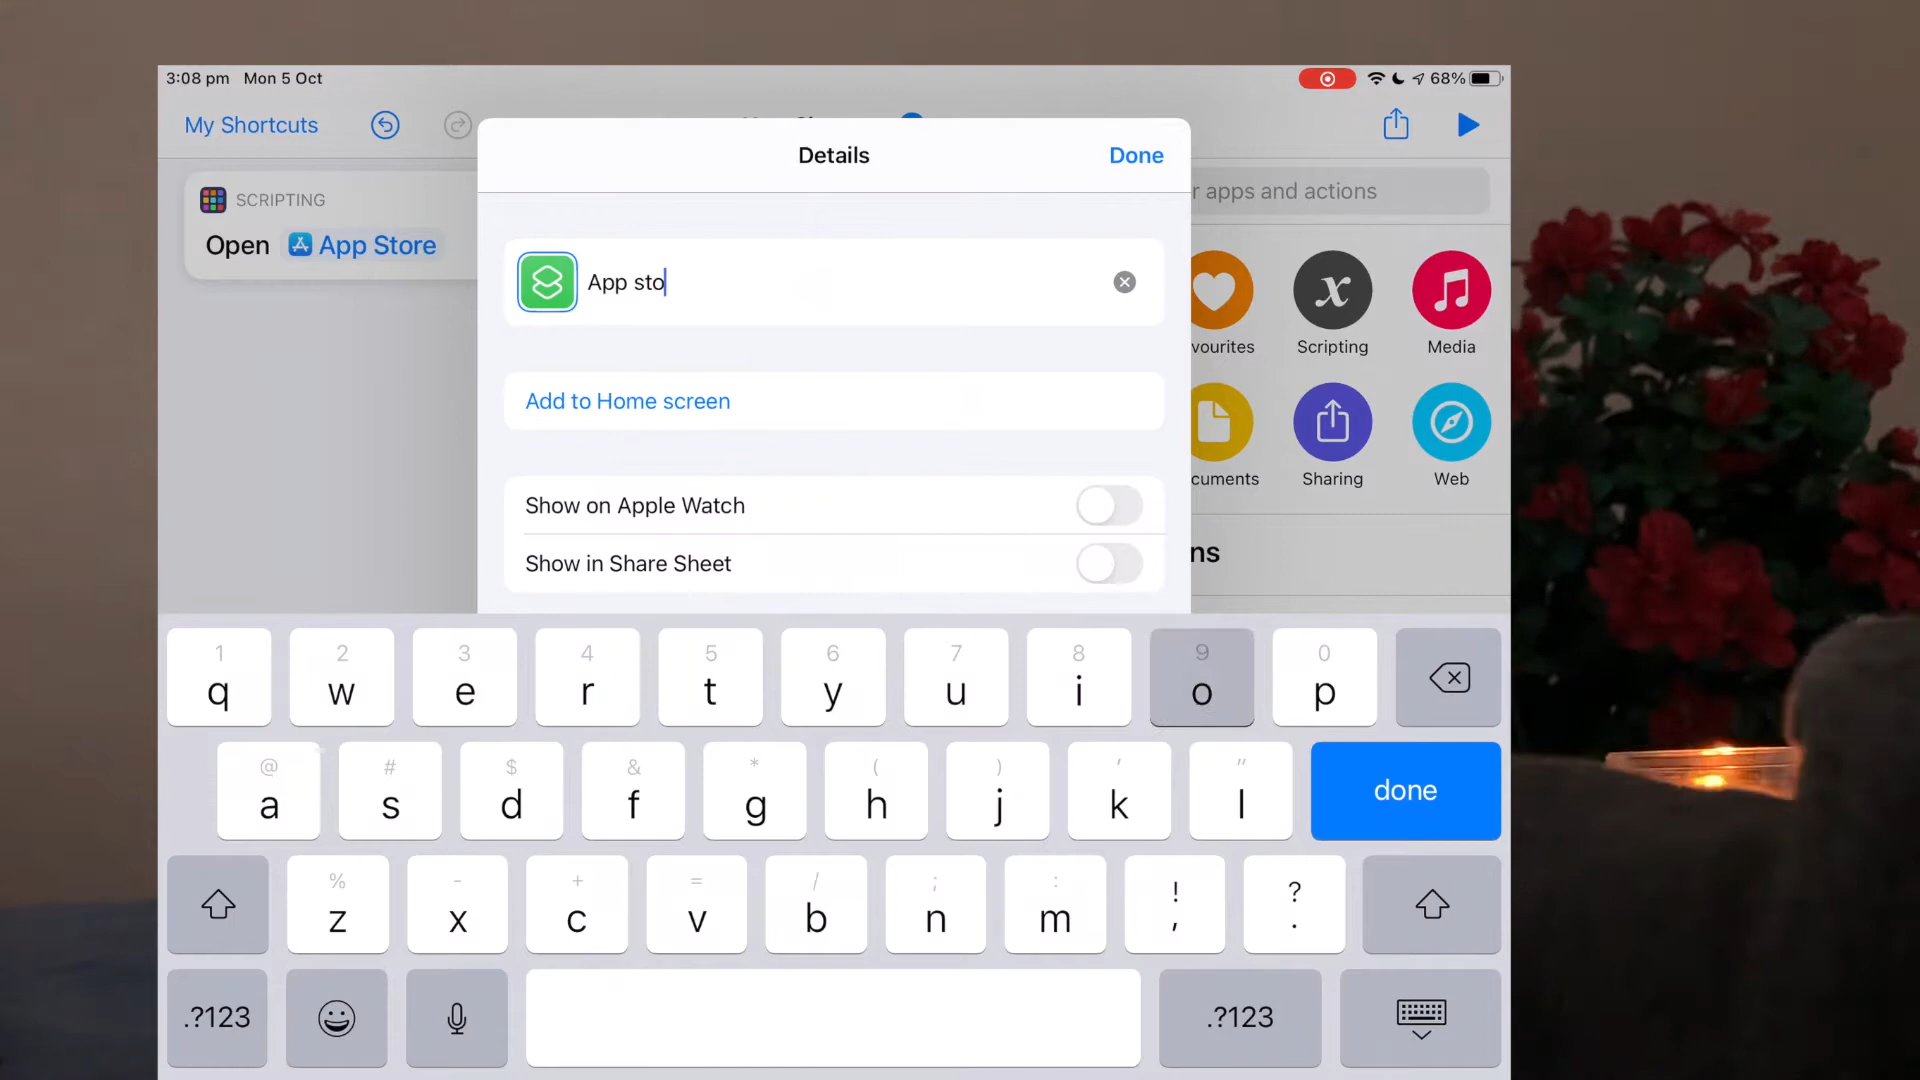 3:08 pm Mon 5 Oct
68%
My Shortcuts
Details
Done
SCRIPTING
Open App Store
App sto
r apps and actions
vourites
Scripting
Media
Add to Home screen
cuments
Sharing
Web
Show on Apple Watch
Show in Share Sheet
ns
1 2 3 4 5 6 7 8 9 0
q w e r t y u i o p
@ # $ & * ( ) ' "
a s d f g h j k l done
% - + = / ; : ! ?
z x c v b n m , .
.?123 .?123